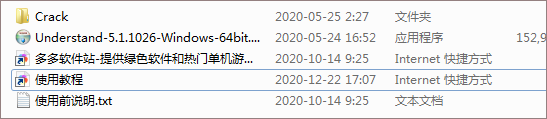 Crack 2020-05-25 2:27 文件夹
Understand-5.1.1026-Windows-64bit.... 2020-05-24 16:52 应用程序 152,9
多多软件站-提供绿色软件和热门单机游... 2020-10-14 9:25 Internet 快捷方式
使用教程 2020-12-22 17:07 Internet 快捷方式
使用前说明.txt 2020-10-14 9:25 文本文档